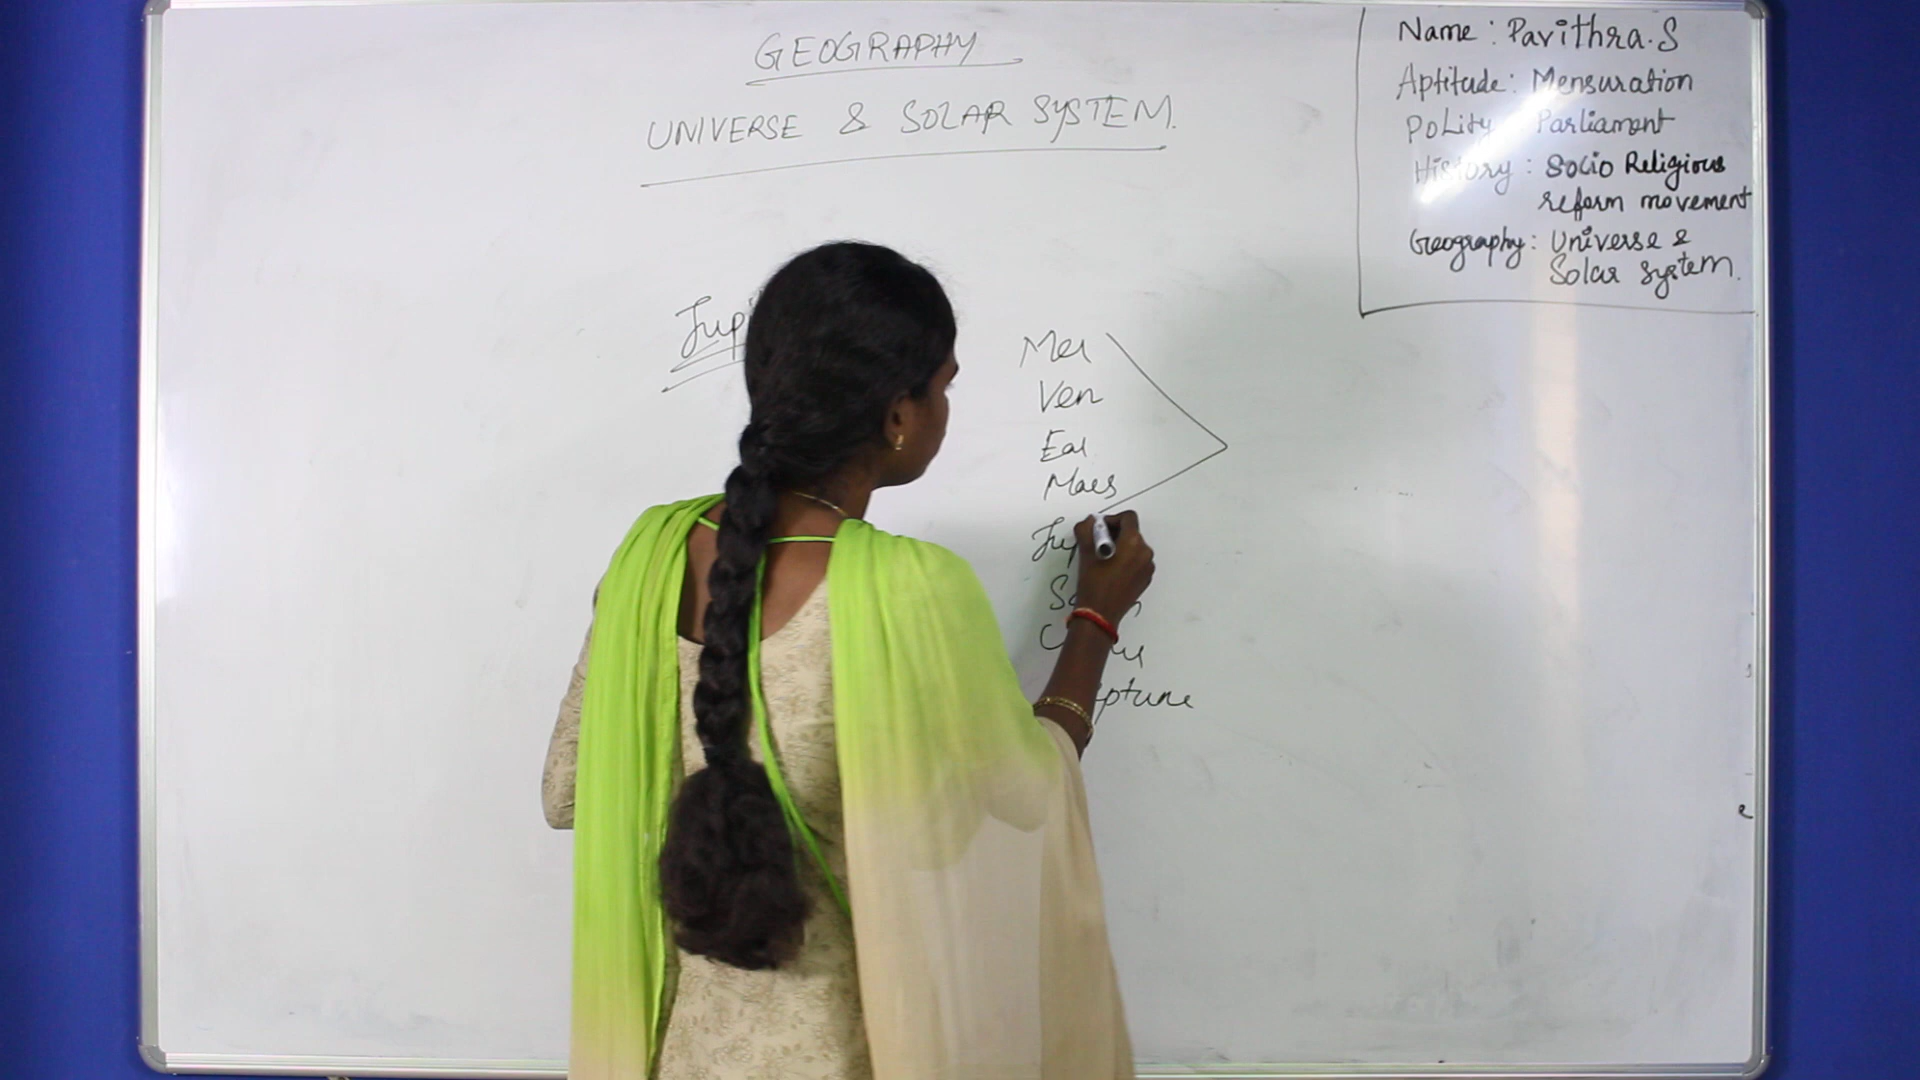 GEOGRAPHY
UNIVERSE & SOLAR SYSTEM.
Name : Pavithra.S
Aptitude : Mensuration
Polity : Parliament
History : Socio Religious
reform movement
Geography : Universe &
Solar system.
Mer
Ven
Ear
Mars